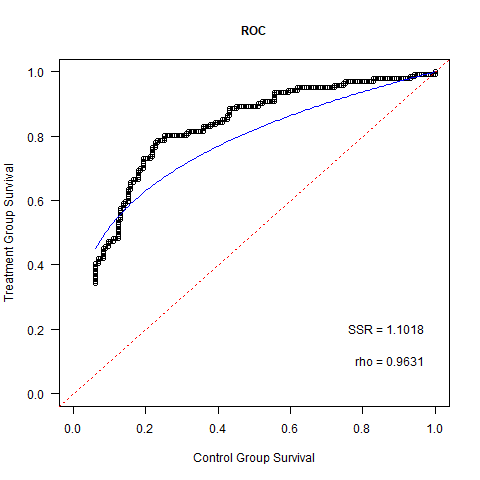 ROC
Treatment Group Survival
1.0
0.8
0.6
0.4
0.2
0.0
SSR = 1.1018
rho = 0.9631
0.0 0.2 0.4 0.6 0.8 1.0
Control Group Survival